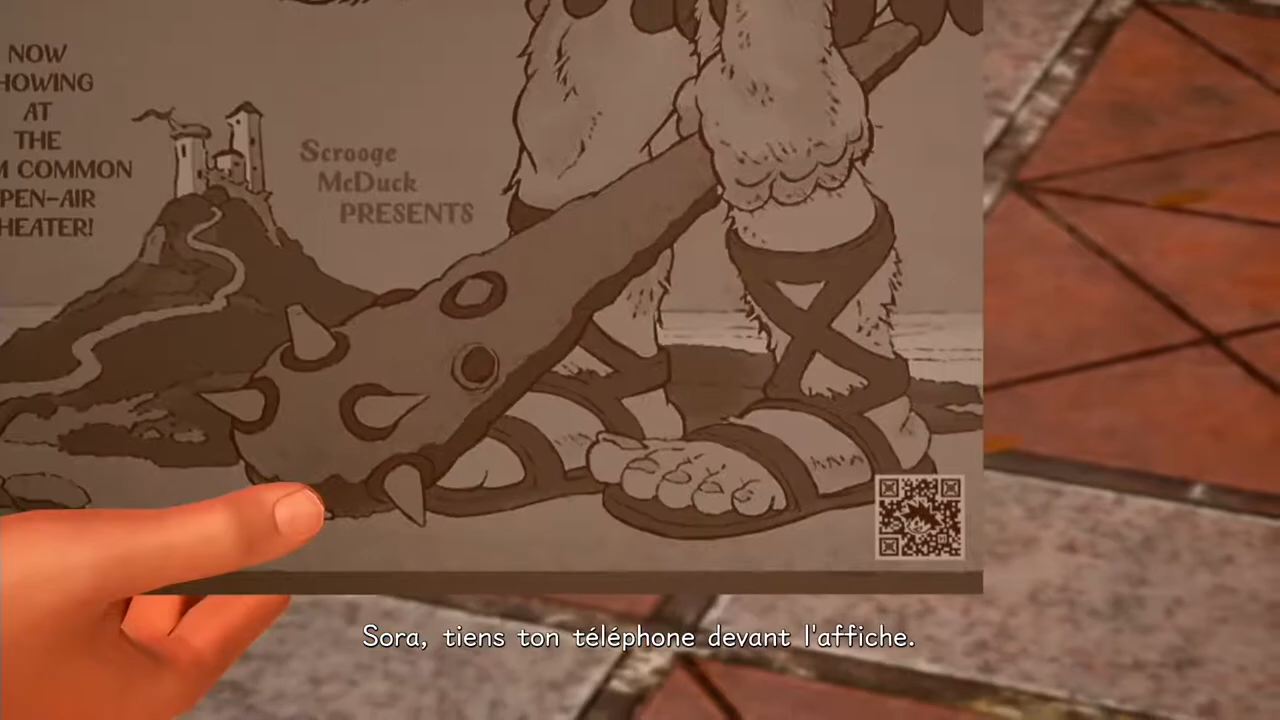 NOW
HOWING
AT
THE
M COMMON
PEN-AIR
HEATER!
Scrooge
McDuck
PRESENTS
Sora, tiens ton téléphone devant l'affiche.